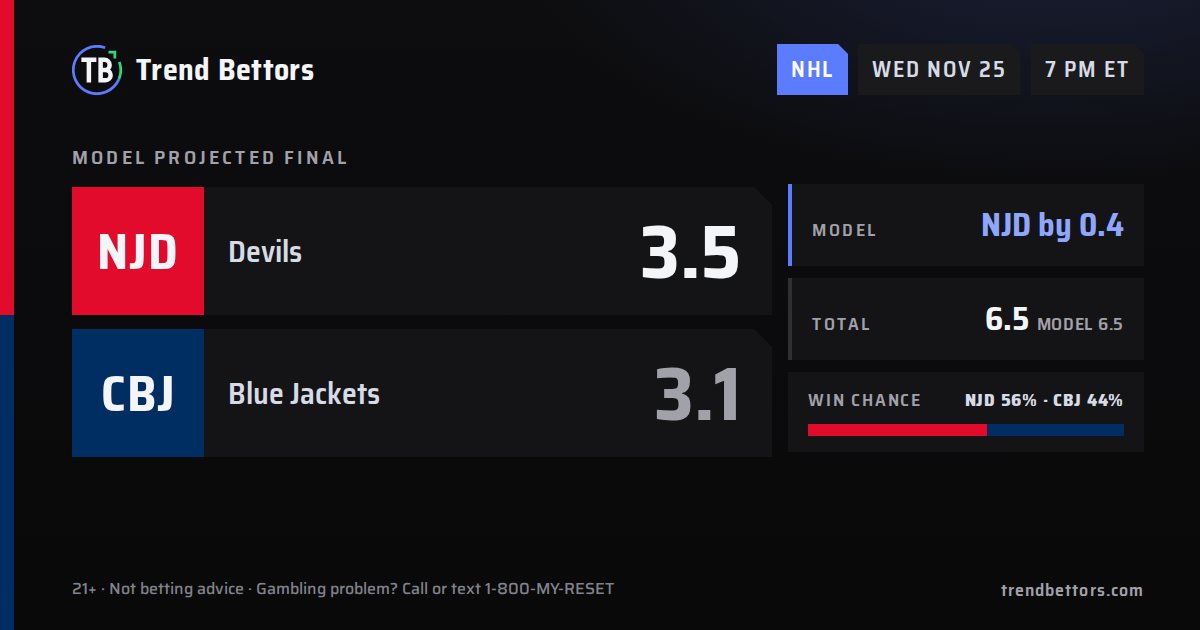 TB Trend Bettors
NHL
WED NOV 25
7 PM ET
MODEL PROJECTED FINAL
NJD
Devils
3.5
CBJ
Blue Jackets
3.1
MODEL
NJD by 0.4
TOTAL
6.5 MODEL 6.5
WIN CHANCE
NJD 56% · CBJ 44%
21+ · Not betting advice · Gambling problem? Call or text 1-800-MY-RESET
trendbettors.com